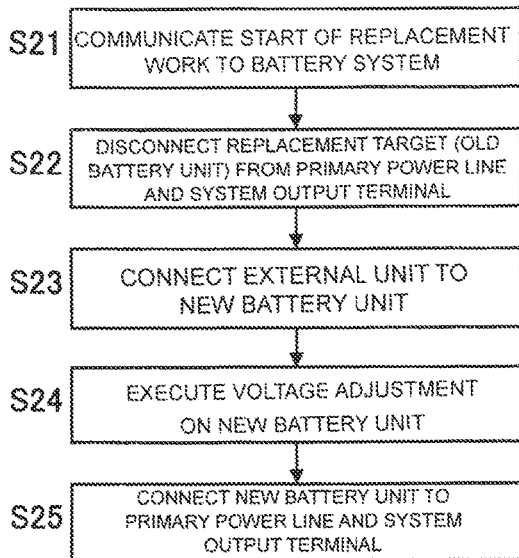 S21
COMMUNICATE START OF REPLACEMENT
WORK TO BATTERY SYSTEM
S22
DISCONNECT REPLACEMENT TARGET (OLD
BATTERY UNIT) FROM PRIMARY POWER LINE
AND SYSTEM OUTPUT TERMINAL
S23
CONNECT EXTERNAL UNIT TO
NEW BATTERY UNIT
S24
EXECUTE VOLTAGE ADJUSTMENT
ON NEW BATTERY UNIT
S25
CONNECT NEW BATTERY UNIT TO
PRIMARY POWER LINE AND SYSTEM
OUTPUT TERMINAL